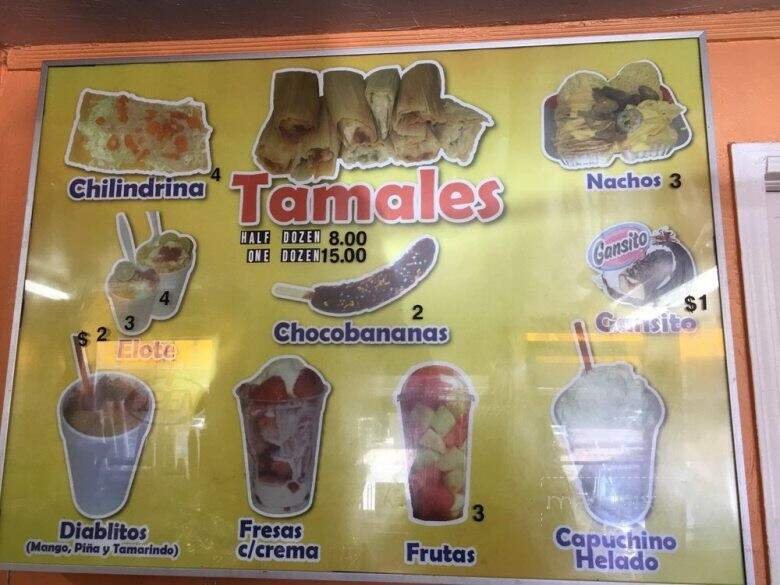 Chilindrina 4
Tamales
HALF DOZEN 8.00
ONE DOZEN 15.00
Nachos 3
3
4
Elote
Chocobananas
2
Gansito
$1
Gansito
$ 2
Diablitos
(Mango, Piña y Tamarindo)
Fresas
c/crema
3
Frutas
Capuchino
Helado